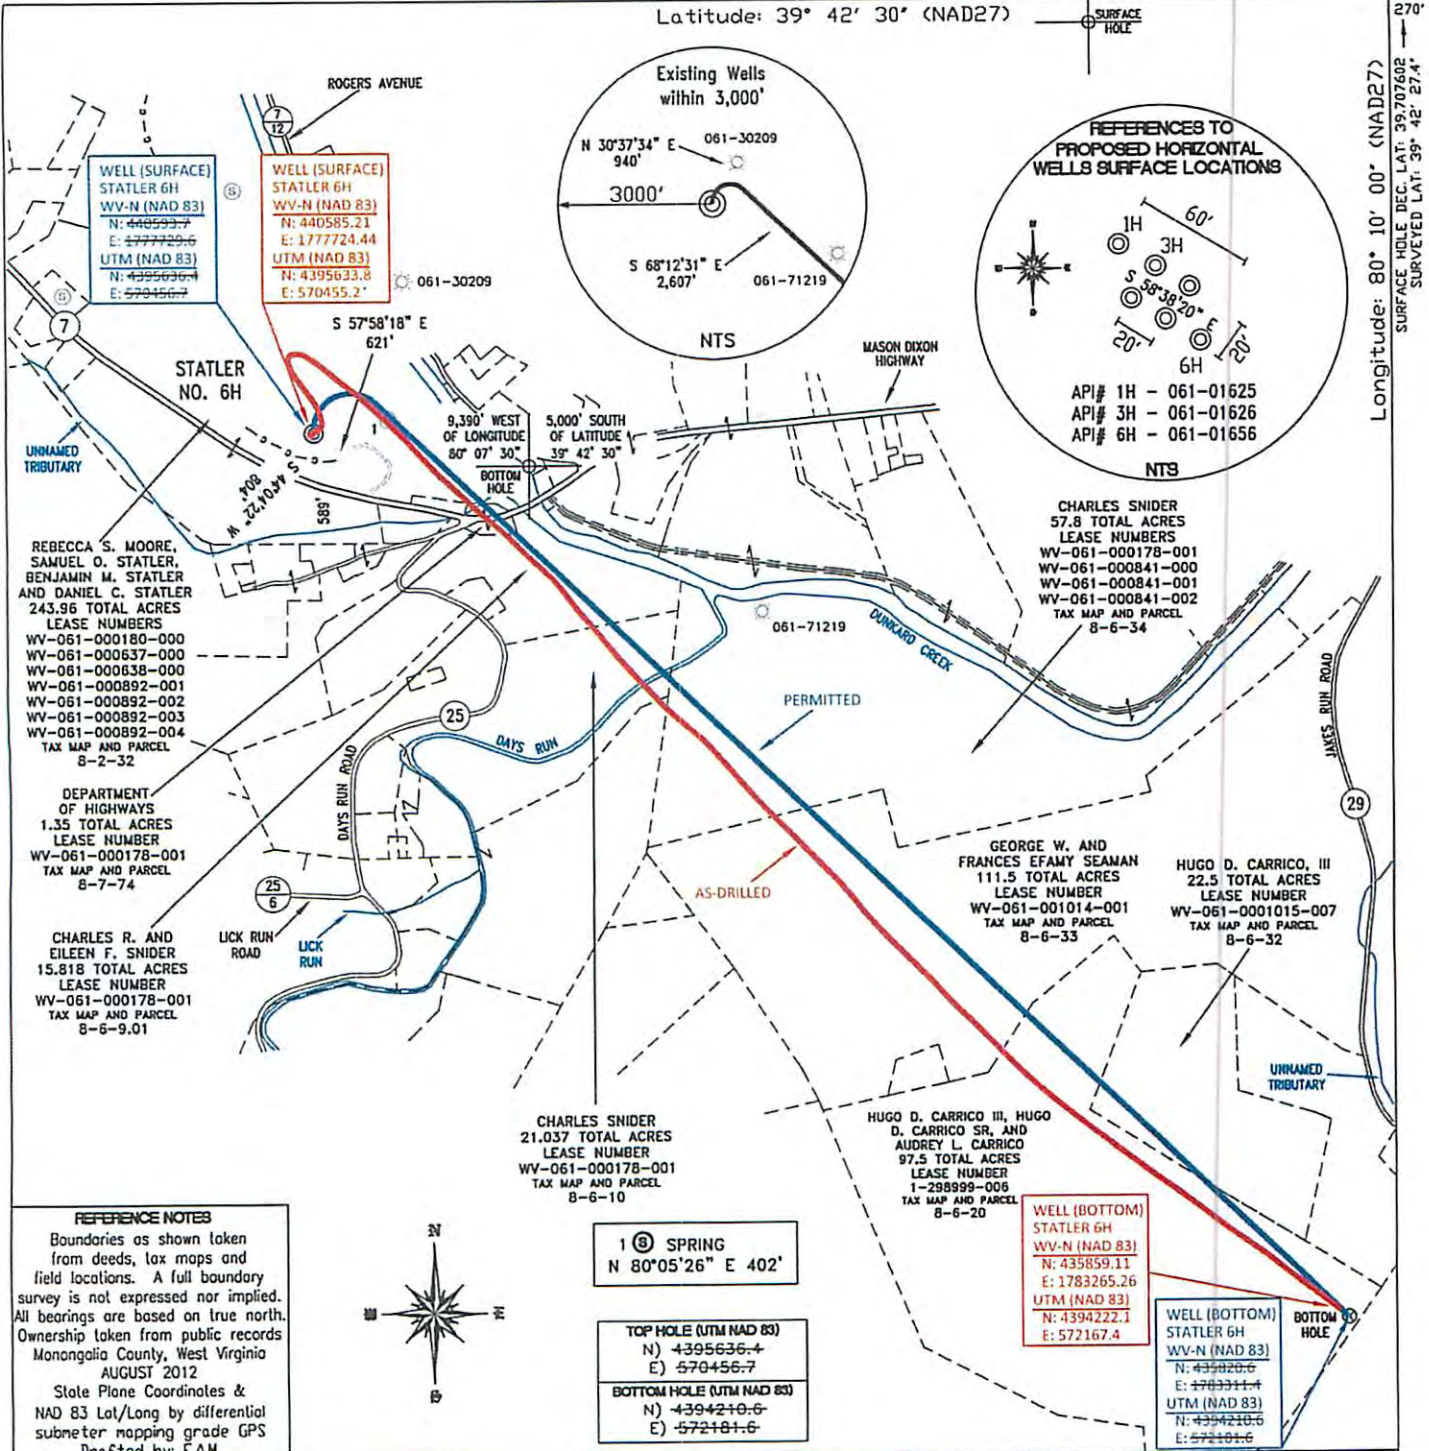 Latitude: 39° 42' 30" (NAD27)
SURFACE
HOLE
270'
Longitude: 80° 10' 00" (NAD27)
SURFACE HOLE DEC. LAT: 39.707602
SURVEYED LAT: 39° 42' 27.4"
ROGERS AVENUE
7
12
WELL (SURFACE)
STATLER 6H
WV-N (NAD 83)
N: 440593.7
E: 1777729.6
UTM (NAD 83)
N: 4395636.4
E: 570456.7
WELL (SURFACE)
STATLER 6H
WV-N (NAD 83)
N: 440585.21
E: 1777724.44
UTM (NAD 83)
N: 4395633.8
E: 570455.2'
S
S
061-30209
Existing Wells
within 3,000'
N 30°37'34" E
940'
061-30209
3000'
S 68°12'31" E
2,607'
061-71219
NTS
REFERENCES TO
PROPOSED HORIZONTAL
WELLS SURFACE LOCATIONS
60'
1H
3H
S 58°38'20" E
20'
20'
6H
API# 1H - 061-01625
API# 3H - 061-01626
API# 6H - 061-01656
NTS
7
S 57°58'18" E
621'
STATLER
NO. 6H
MASON DIXON
HIGHWAY
9,390' WEST
OF LONGITUDE
80° 07' 30"
5,000' SOUTH
OF LATITUDE
39° 42' 30"
BOTTOM
HOLE
1
UNNAMED
TRIBUTARY
S 44°04'22" W
804'
589'
REBECCA S. MOORE,
SAMUEL O. STATLER,
BENJAMIN M. STATLER
AND DANIEL C. STATLER
243.96 TOTAL ACRES
LEASE NUMBERS
WV-061-000180-000
WV-061-000637-000
WV-061-000638-000
WV-061-000892-001
WV-061-000892-002
WV-061-000892-003
WV-061-000892-004
TAX MAP AND PARCEL
8-2-32
CHARLES SNIDER
57.8 TOTAL ACRES
LEASE NUMBERS
WV-061-000178-001
WV-061-000841-000
WV-061-000841-001
WV-061-000841-002
TAX MAP AND PARCEL
8-6-34
061-71219
DUNKARD CREEK
PERMITTED
JAKES RUN ROAD
25
DAYS RUN
DAYS RUN ROAD
29
DEPARTMENT
OF HIGHWAYS
1.35 TOTAL ACRES
LEASE NUMBER
WV-061-000178-001
TAX MAP AND PARCEL
8-7-74
AS-DRILLED
GEORGE W. AND
FRANCES EFAMY SEAMAN
111.5 TOTAL ACRES
LEASE NUMBER
WV-061-001014-001
TAX MAP AND PARCEL
8-6-33
HUGO D. CARRICO, III
22.5 TOTAL ACRES
LEASE NUMBER
WV-061-0001015-007
TAX MAP AND PARCEL
8-6-32
25
6
LICK RUN
ROAD
LICK
RUN
CHARLES R. AND
EILEEN F. SNIDER
15.818 TOTAL ACRES
LEASE NUMBER
WV-061-000178-001
TAX MAP AND PARCEL
8-6-9.01
UNNAMED
TRIBUTARY
CHARLES SNIDER
21.037 TOTAL ACRES
LEASE NUMBER
WV-061-000178-001
TAX MAP AND PARCEL
8-6-10
HUGO D. CARRICO III, HUGO
D. CARRICO SR, AND
AUDREY L. CARRICO
97.5 TOTAL ACRES
LEASE NUMBER
1-298999-006
TAX MAP AND PARCEL
8-6-20
WELL (BOTTOM)
STATLER 6H
WV-N (NAD 83)
N: 435859.11
E: 1783265.26
UTM (NAD 83)
N: 4394222.1
E: 572167.4
WELL (BOTTOM)
STATLER 6H
WV-N (NAD 83)
N: 435820.6
E: 1783311.4
UTM (NAD 83)
N: 4394210.6
E: 572181.6
BOTTOM
HOLE
REFERENCE NOTES
Boundaries as shown taken
from deeds, tax maps and
field locations. A full boundary
survey is not expressed nor implied.
All bearings are based on true north.
Ownership taken from public records
Monongalia County, West Virginia
AUGUST 2012
State Plane Coordinates &
NAD 83 Lat/Long by differential
submeter mapping grade GPS
Drafted by: EAM
N
1 S SPRING
N 80°05'26" E 402'
TOP HOLE (UTM NAD 83)
N) 4395636.4
E) 570456.7
BOTTOM HOLE (UTM NAD 83)
N) 4394210.6
E) 572181.6